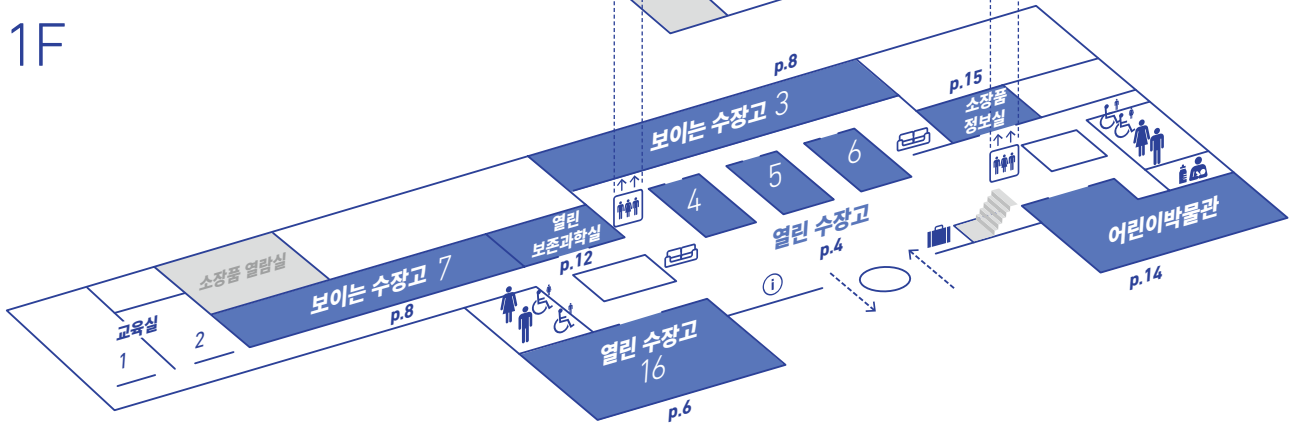 1F
p.8
보이는 수장고 3
p.15
소장품
정보실
6
5
4
열린 수장고
p.4
어린이박물관
p.14
열린
보존과학실
p.12
소장품 열람실
보이는 수장고 7
p.8
교육실
1
2
i
열린 수장고
16
p.6